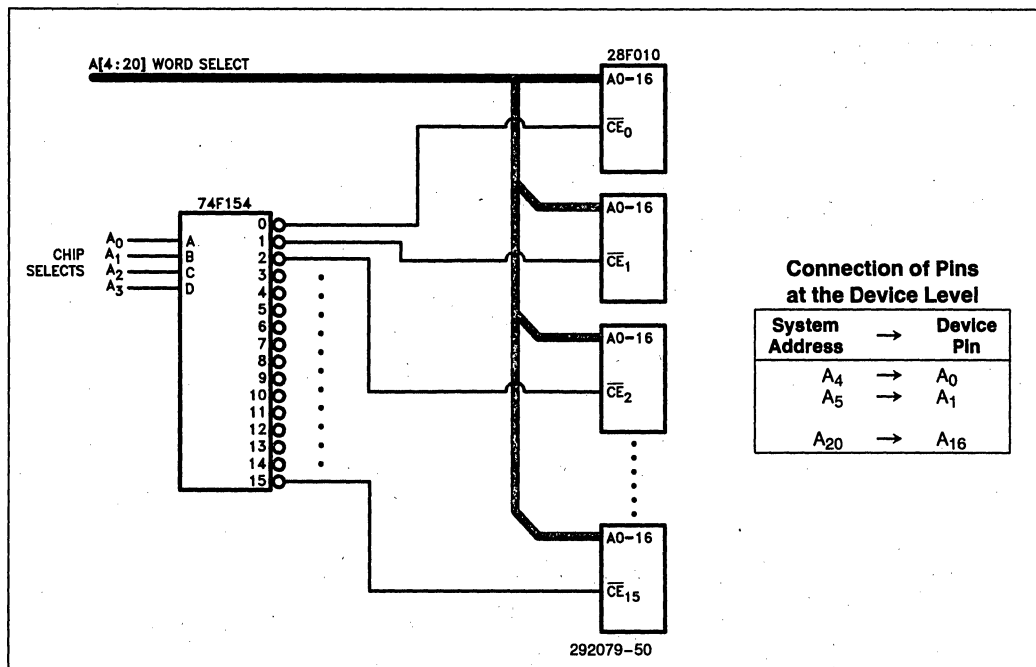 A[4:20] WORD SELECT
28F010
A0-16
CE0
A0-16
CE1
A0-16
CE2
A0-16
CE15
74F154
CHIP
SELECTS
A0
A1
A2
A3
A
B
C
D
0
1
2
3
4
5
6
7
8
9
10
11
12
13
14
15
Connection of Pins
at the Device Level
System Address → Device Pin
A4 → A0
A5 → A1
A20 → A16
292079-50